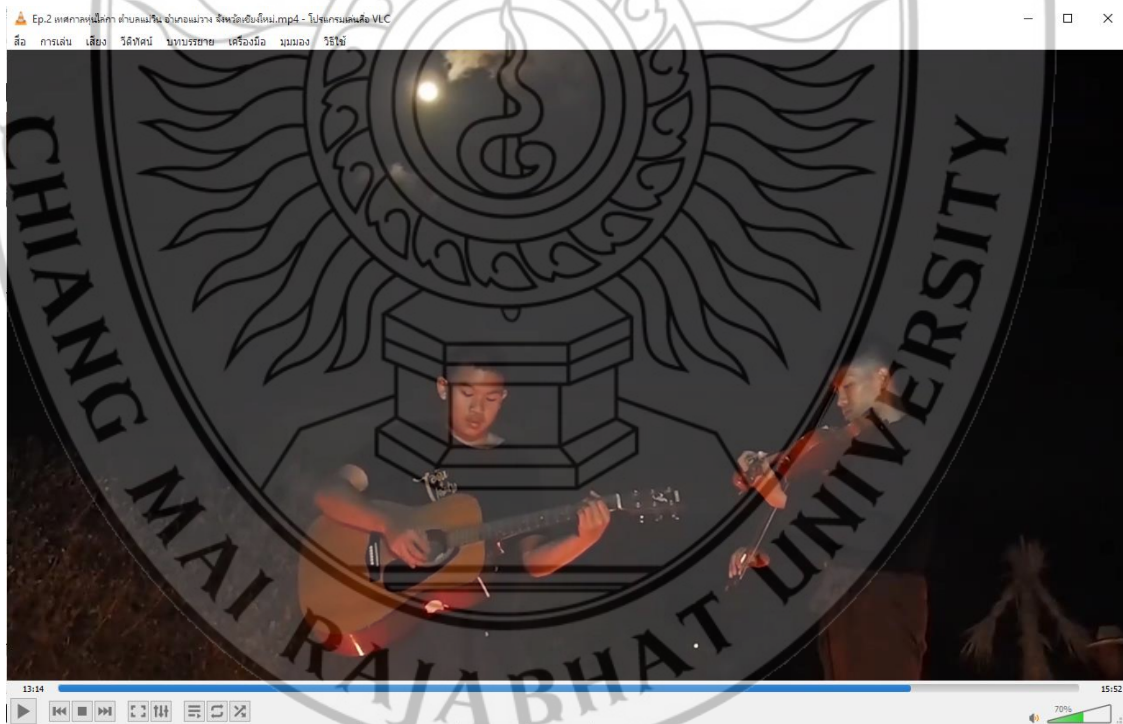 Ep.2 เทศกาลหุ่นไล่กา ตำบลแม่วิน อำเภอแม่วาง จังหวัดเชียงใหม่.mp4 - โปรแกรมเล่นสื่อ VLC
สื่อ การเล่น เสียง วิดีทัศน์ บทบรรยาย เครื่องมือ มุมมอง วิธีใช้
CHIANG MAI RAJABHAT UNIVERSITY
13:14
15:52
70%